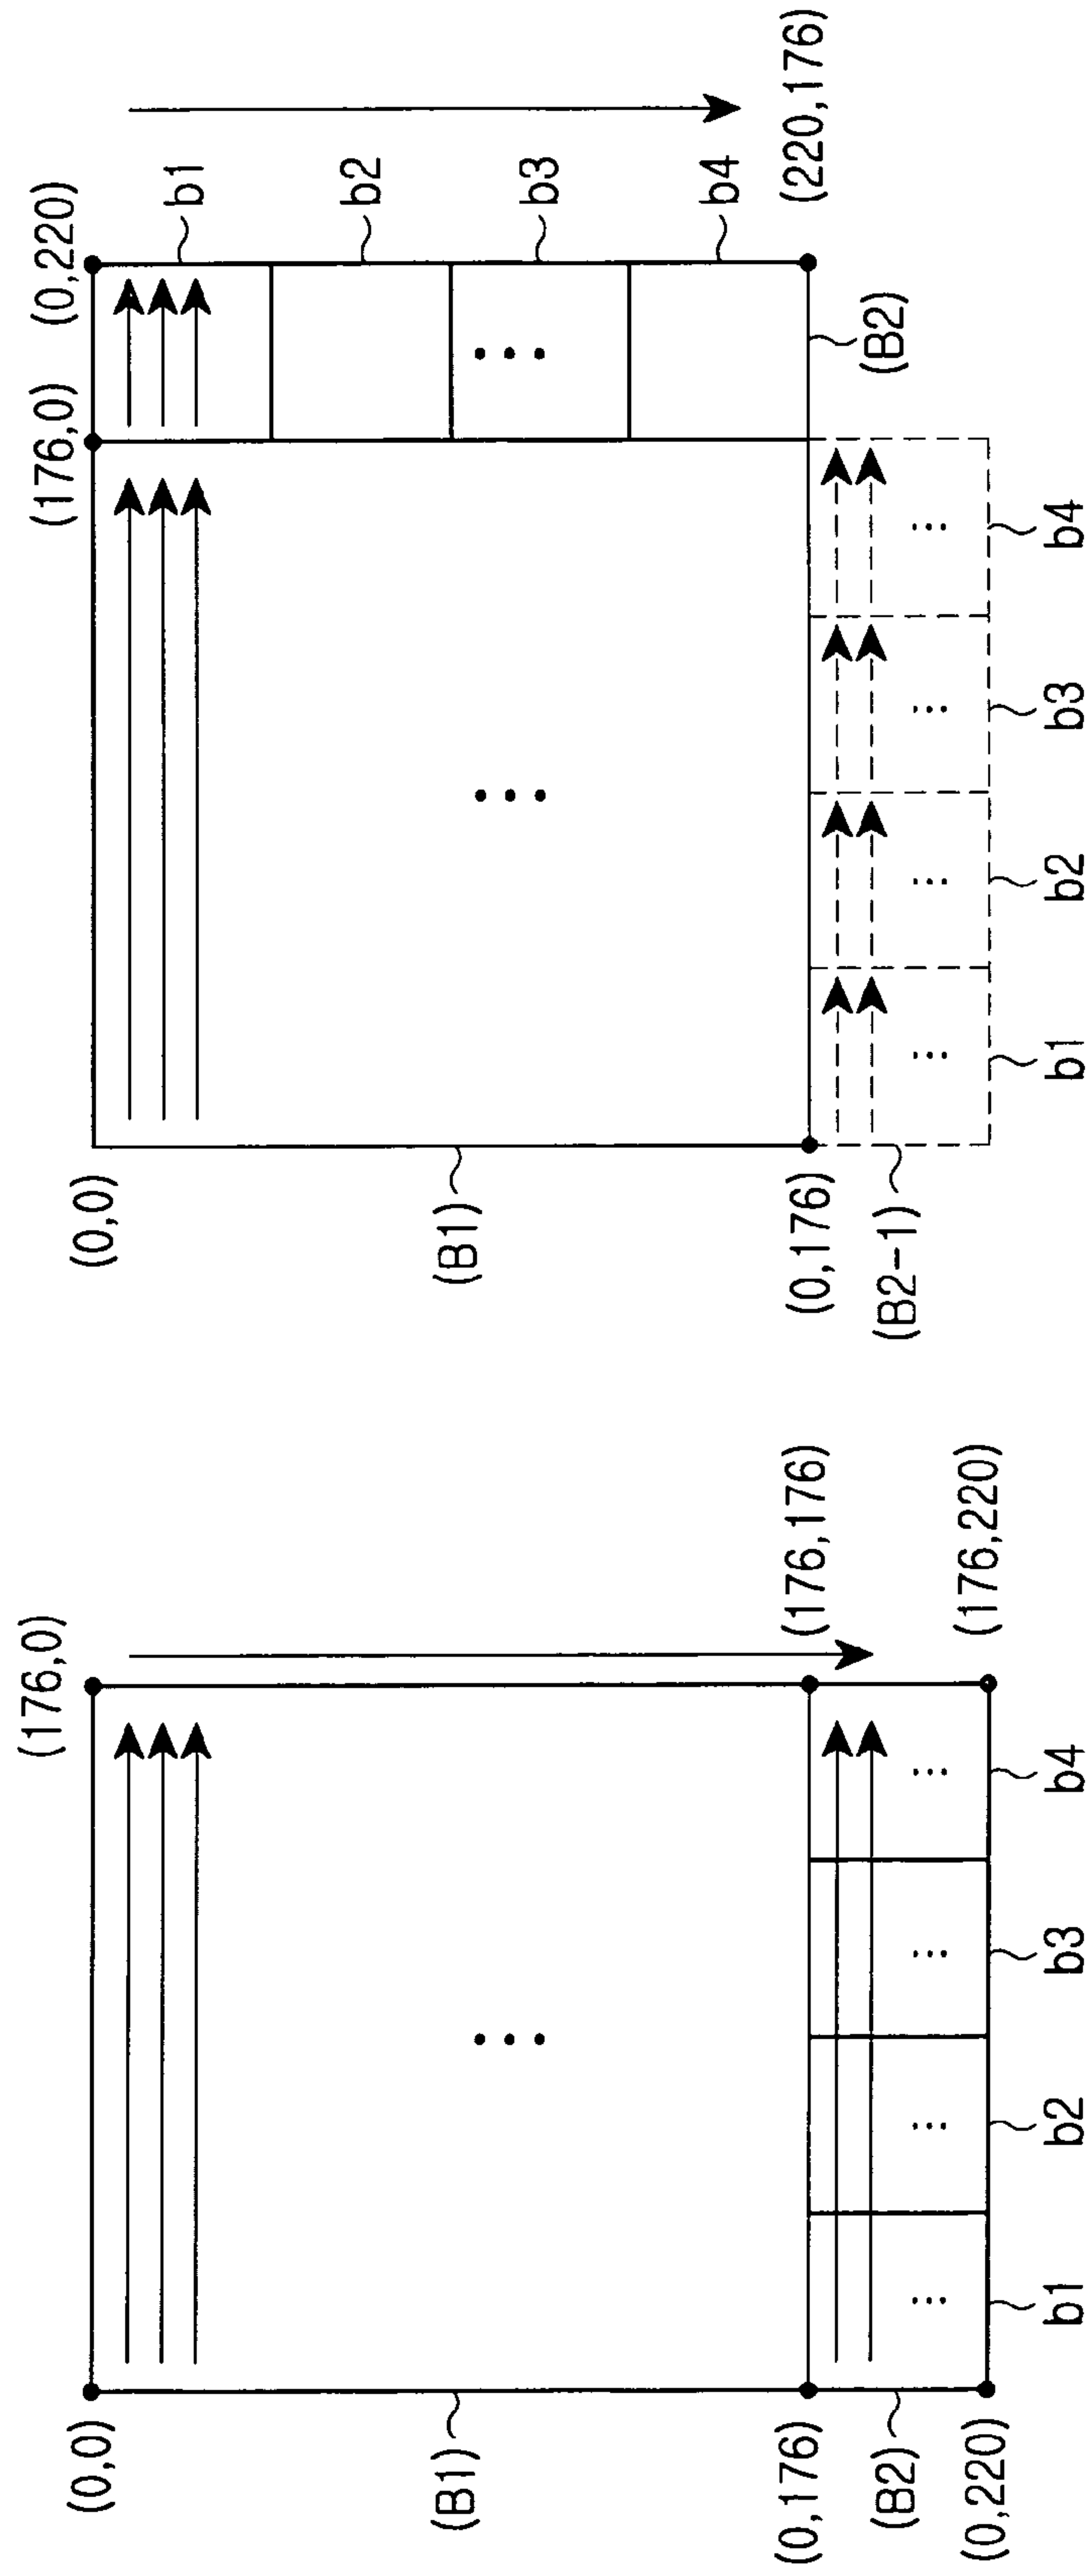 (176,0)
(0,0)
(B1)
(0,176) (176,176)
(B2)
(0,220) (176,220)
b1 b2 b3 b4
(176,0) (0,220)
(0,0)
b1
b2
(B1)
b3
b4
(0,176) (220,176)
(B2)
(B2-1)
b1 b2 b3 b4